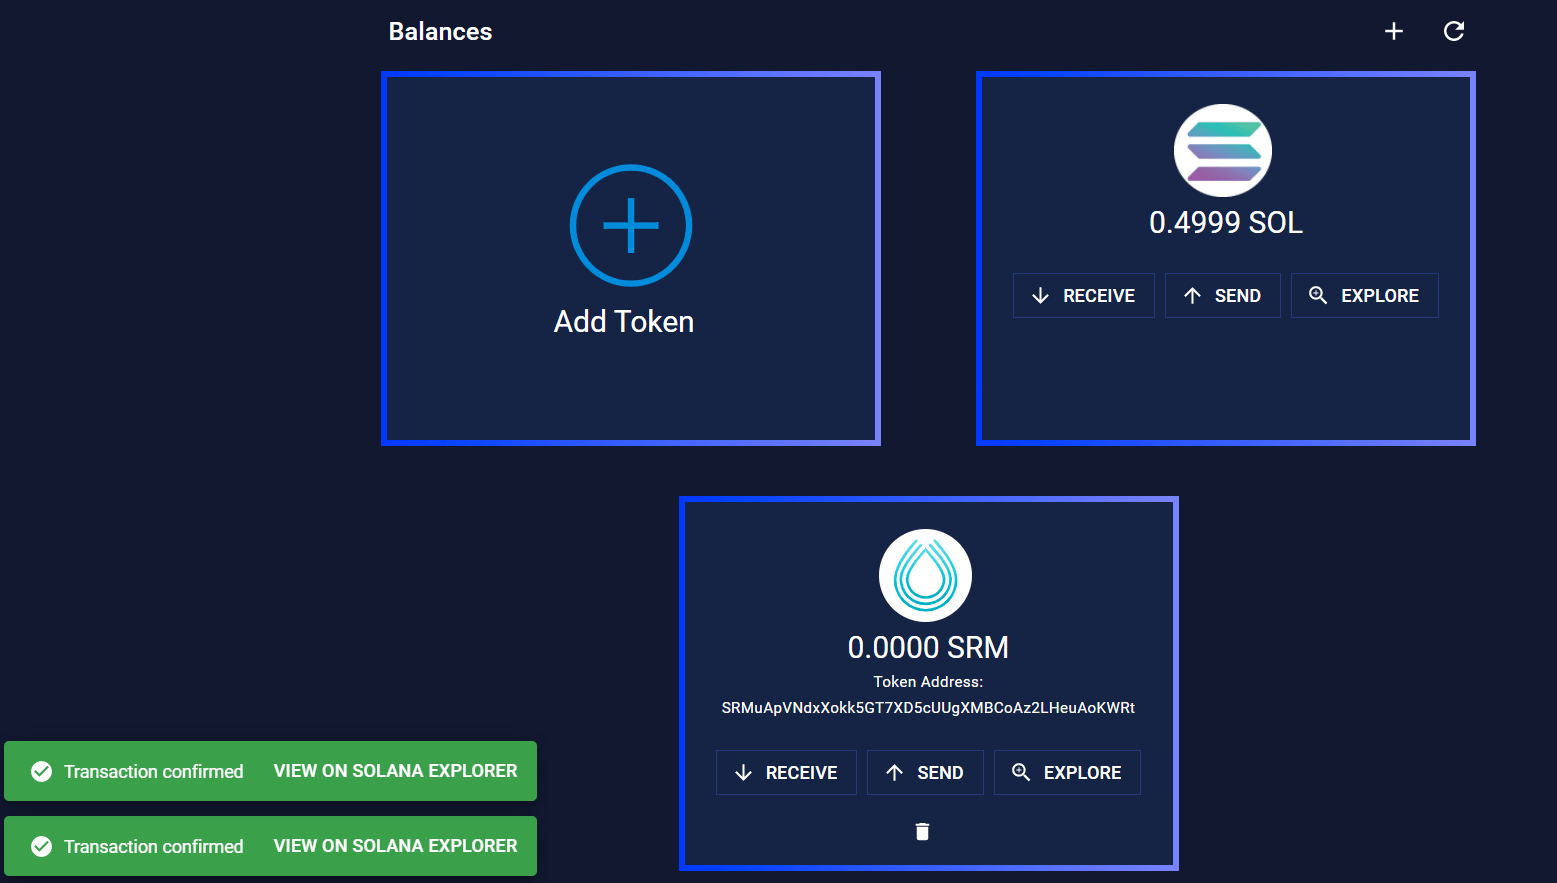 Balances
Add Token
0.4999 SOL
RECEIVE SEND EXPLORE
0.0000 SRM
Token Address:
SRMuApVNdxXokk5GT7XD5cUUgXMBCoAz2LHeuAoKWRt
RECEIVE SEND EXPLORE
Transaction confirmed VIEW ON SOLANA EXPLORER
Transaction confirmed VIEW ON SOLANA EXPLORER